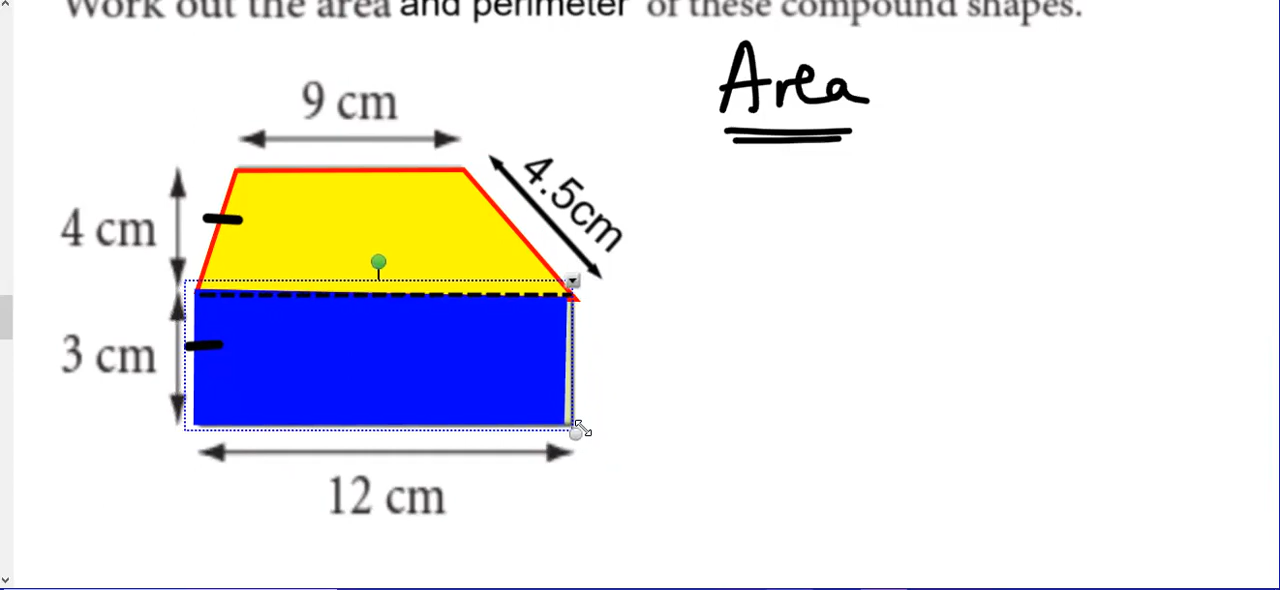 Work out the area and perimeter of these compound shapes.
Area
9 cm
4.5cm
4 cm
3 cm
12 cm